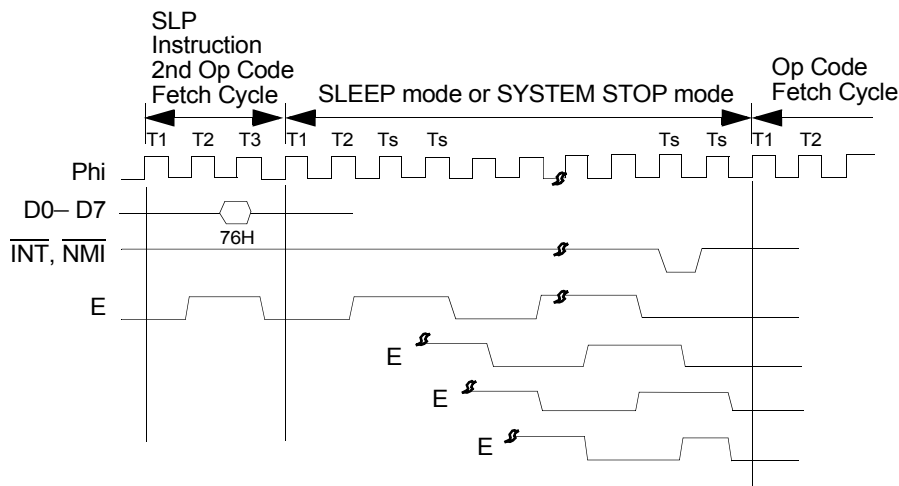 SLP
Instruction
2nd Op Code
Fetch Cycle
SLEEP mode or SYSTEM STOP mode
Op Code
Fetch Cycle
T1 T2 T3 T1 T2 Ts Ts Ts Ts T1 T2
Phi
D0– D7
76H
INT, NMI
E
E
E
E